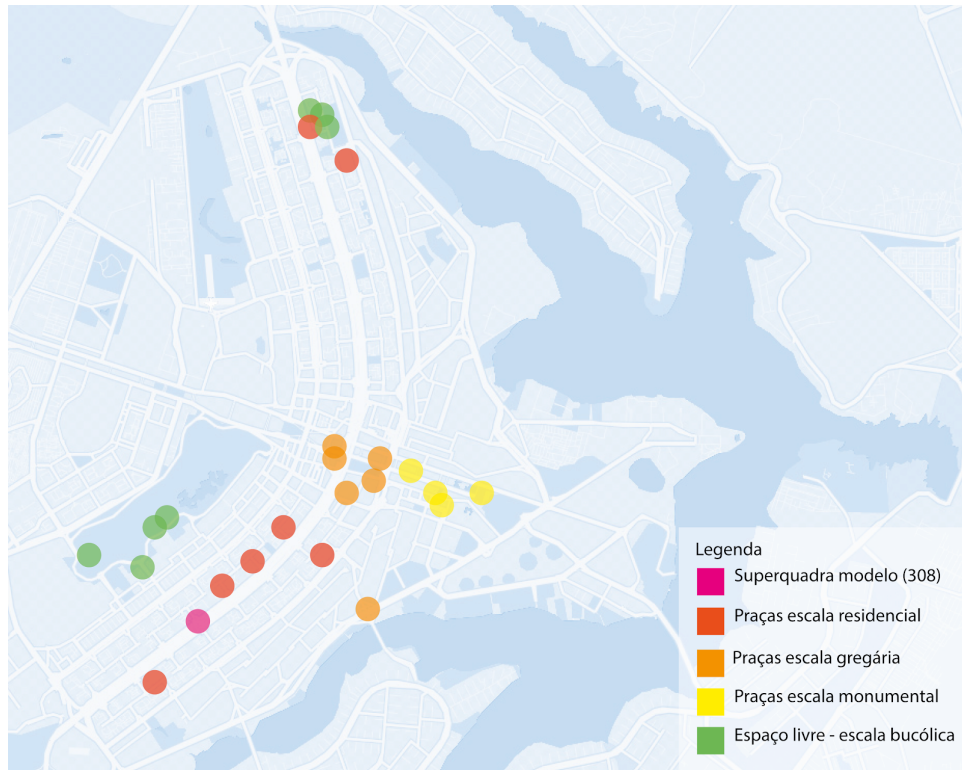 Legenda
Superquadra modelo (308)
Praças escala residencial
Praças escala gregária
Praças escala monumental
Espaço livre - escala bucólica